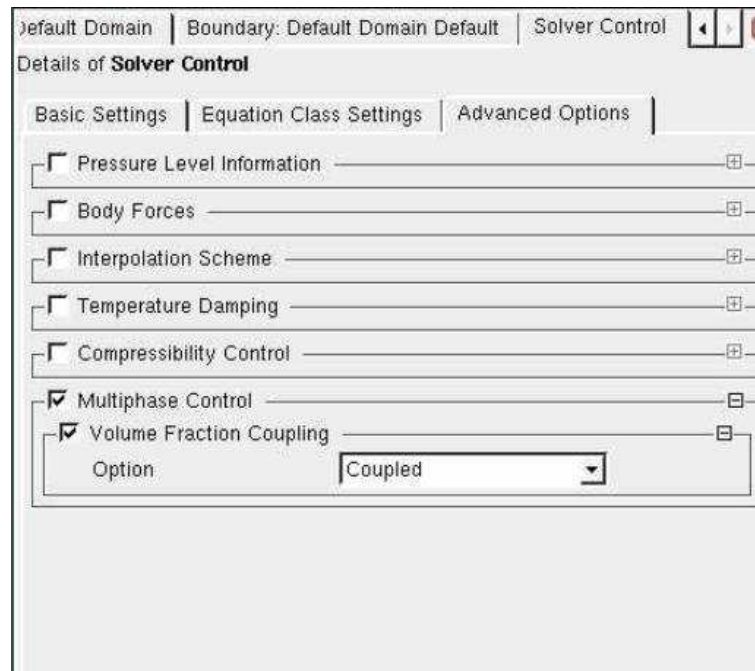 Default Domain Boundary: Default Domain Default Solver Control
Details of Solver Control
Basic Settings Equation Class Settings Advanced Options
Pressure Level Information
Body Forces
Interpolation Scheme
Temperature Damping
Compressibility Control
Multiphase Control
Volume Fraction Coupling
Option Coupled